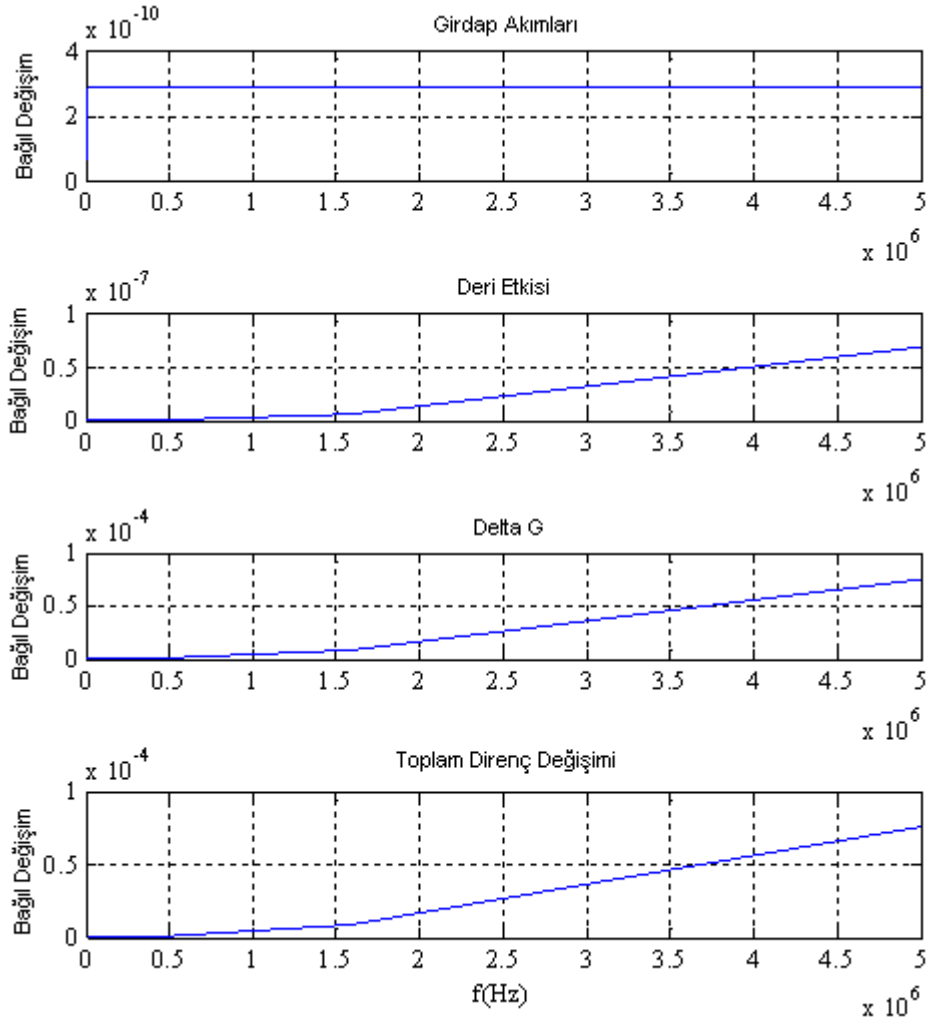 x 10^-10
Girdap Akımları
Bağıl Değişim
4
2
0
0 0.5 1 1.5 2 2.5 3 3.5 4 4.5 5
x 10^6
x 10^-7
Deri Etkisi
Bağıl Değişim
1
0.5
0
0 0.5 1 1.5 2 2.5 3 3.5 4 4.5 5
x 10^6
x 10^-4
Delta G
Bağıl Değişim
1
0.5
0
0 0.5 1 1.5 2 2.5 3 3.5 4 4.5 5
x 10^6
x 10^-4
Toplam Direnç Değişimi
Bağıl Değişim
1
0.5
0
0 0.5 1 1.5 2 2.5 3 3.5 4 4.5 5
f(Hz)
x 10^6